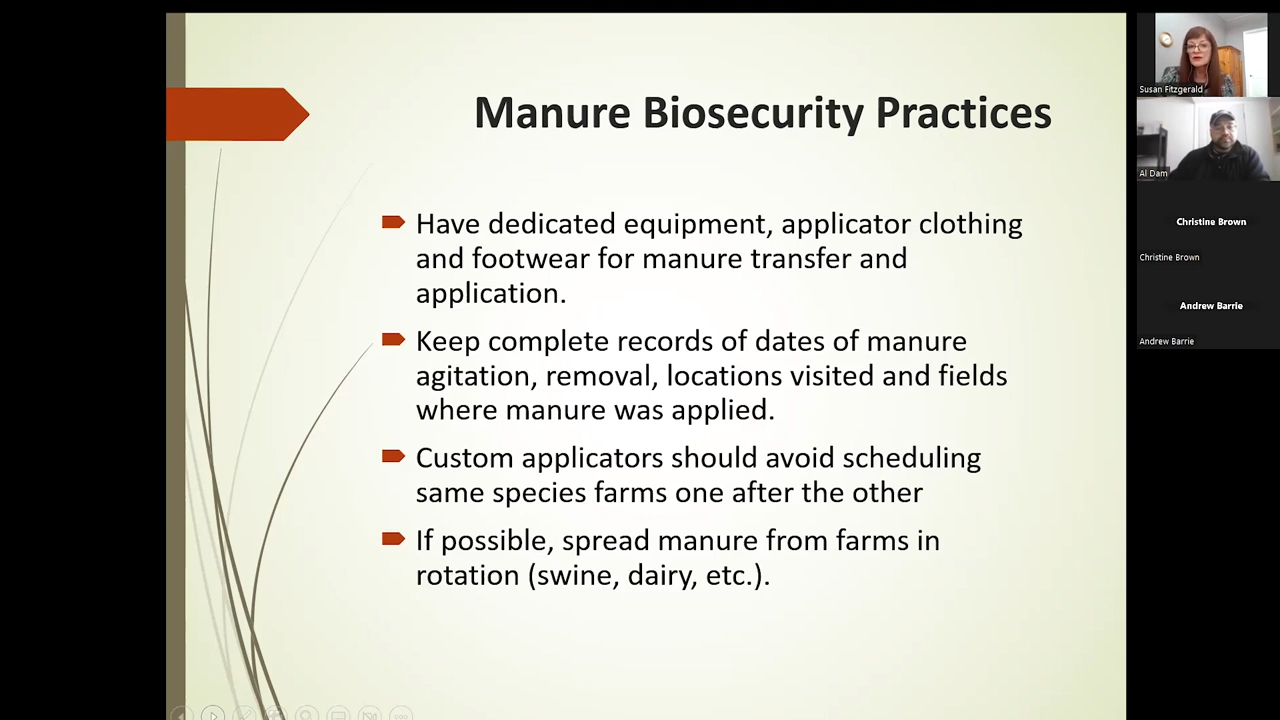 Manure Biosecurity Practices
Have dedicated equipment, applicator clothing
and footwear for manure transfer and
application.
Keep complete records of dates of manure
agitation, removal, locations visited and fields
where manure was applied.
Custom applicators should avoid scheduling
same species farms one after the other
If possible, spread manure from farms in
rotation (swine, dairy, etc.).
Susan Fitzgerald
Al Dam
Christine Brown
Christine Brown
Andrew Barrie
Andrew Barrie